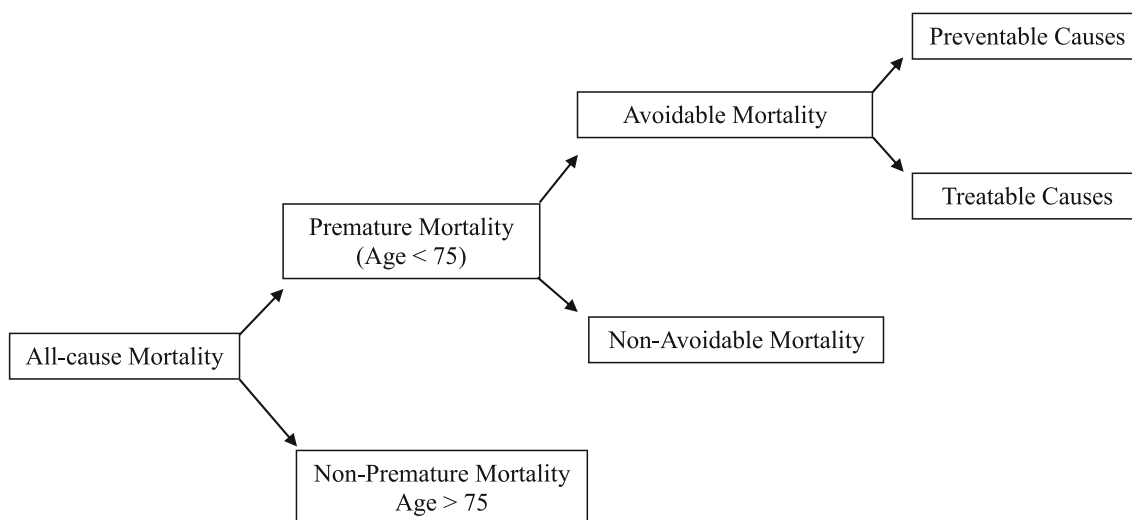 Preventable Causes
Avoidable Mortality
Treatable Causes
Premature Mortality
(Age < 75)
Non-Avoidable Mortality
All-cause Mortality
Non-Premature Mortality
Age > 75